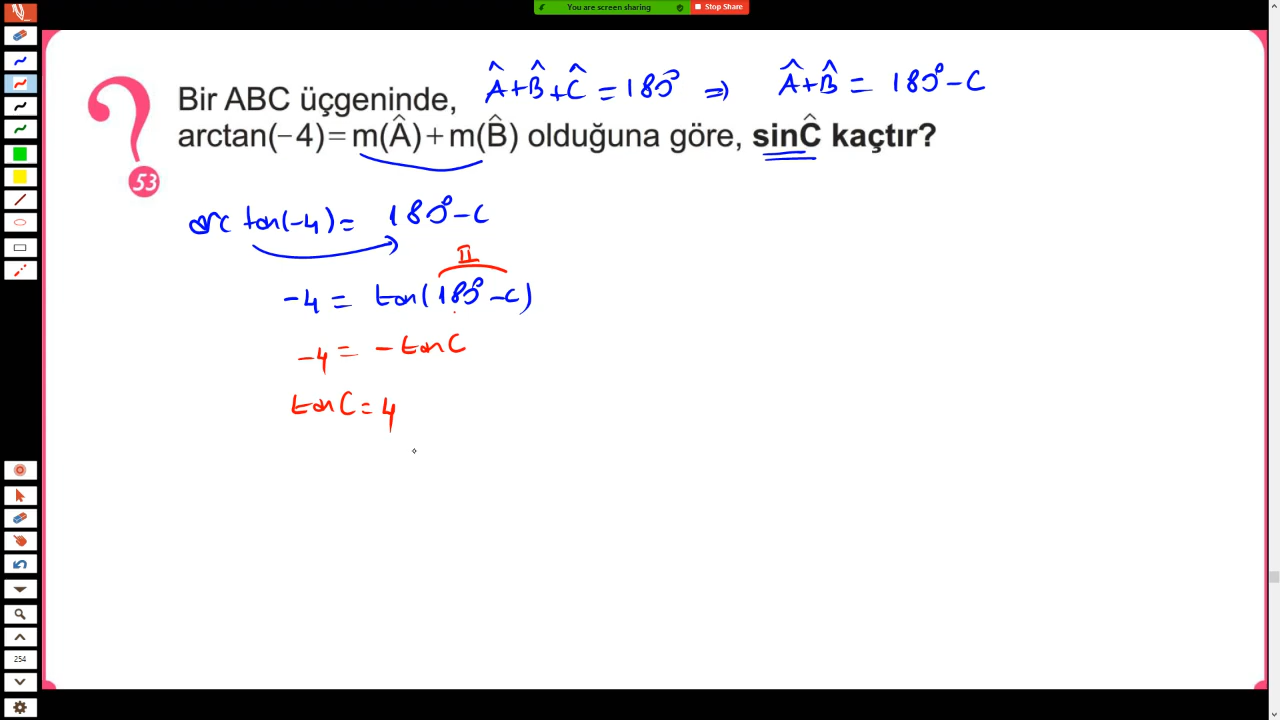 You are screen sharing Stop Share
Â+B̂+Ĉ = 180° ⇒ Â+B̂ = 180°-C
Bir ABC üçgeninde,
arctan(−4)= m(Â)+m(B̂) olduğuna göre, sinĈ kaçtır?
53
arc tan(-4) = 180°-C
II
-4 = tan(180°-C)
-4 = -tanC
tanC = 4
254